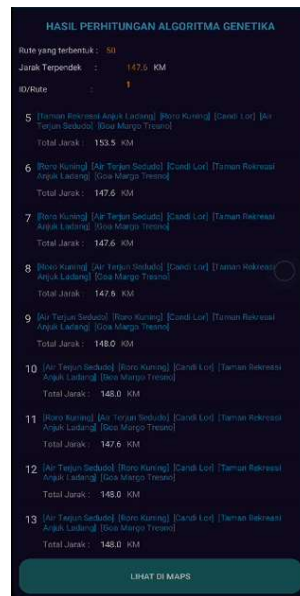 HASIL PERHITUNGAN ALGORITMA GENETIKA
Rute yang terbentuk : 50
Jarak Terpendek : 147.6 KM
ID/Rute : 1
5 [Taman Rekreasi Anjuk Ladang] [Roro Kuning] [Candi Lor] [Air
Terjun Sedudo] [Goa Margo Tresno]
Total Jarak : 153.5 KM
6 [Roro Kuning] [Air Terjun Sedudo] [Candi Lor] [Taman Rekreasi
Anjuk Ladang] [Goa Margo Tresno]
Total Jarak : 147.6 KM
7 [Roro Kuning] [Air Terjun Sedudo] [Candi Lor] [Taman Rekreasi
Anjuk Ladang] [Goa Margo Tresno]
Total Jarak : 147.6 KM
8 [Roro Kuning] [Air Terjun Sedudo] [Candi Lor] [Taman Rekreasi
Anjuk Ladang] [Goa Margo Tresno]
Total Jarak : 147.6 KM
9 [Air Terjun Sedudo] [Roro Kuning] [Candi Lor] [Taman Rekreasi
Anjuk Ladang] [Goa Margo Tresno]
Total Jarak : 148.0 KM
10 [Air Terjun Sedudo] [Roro Kuning] [Candi Lor] [Taman Rekreasi
Anjuk Ladang] [Goa Margo Tresno]
Total Jarak : 148.0 KM
11 [Roro Kuning] [Air Terjun Sedudo] [Candi Lor] [Taman Rekreasi
Anjuk Ladang] [Goa Margo Tresno]
Total Jarak : 147.6 KM
12 [Air Terjun Sedudo] [Roro Kuning] [Candi Lor] [Taman Rekreasi
Anjuk Ladang] [Goa Margo Tresno]
Total Jarak : 148.0 KM
13 [Air Terjun Sedudo] [Roro Kuning] [Candi Lor] [Taman Rekreasi
Anjuk Ladang] [Goa Margo Tresno]
Total Jarak : 148.0 KM
LIHAT DI MAPS